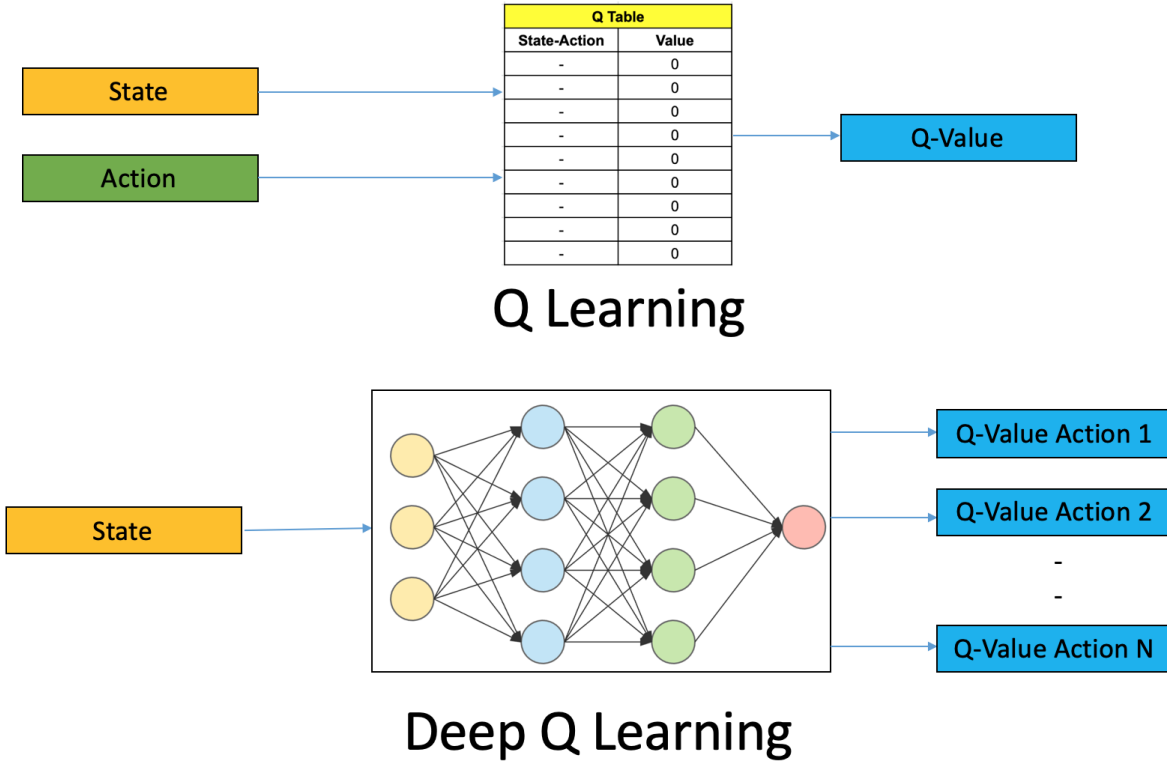 Q Table
State-Action Value
- 0
- 0
- 0
- 0
- 0
- 0
- 0
- 0
- 0
State
Action
Q-Value
Q Learning
State
Q-Value Action 1
Q-Value Action 2
-
-
Q-Value Action N
Deep Q Learning